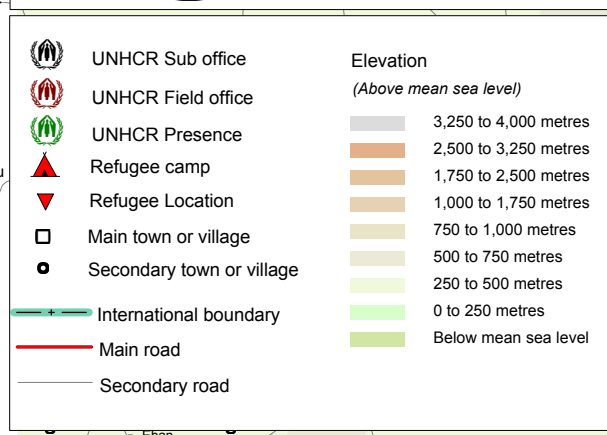 UNHCR Sub office
UNHCR Field office
UNHCR Presence
Refugee camp
Refugee Location
Main town or village
Secondary town or village
International boundary
Main road
Secondary road
Elevation
(Above mean sea level)
3,250 to 4,000 metres
2,500 to 3,250 metres
1,750 to 2,500 metres
1,000 to 1,750 metres
750 to 1,000 metres
500 to 750 metres
250 to 500 metres
0 to 250 metres
Below mean sea level